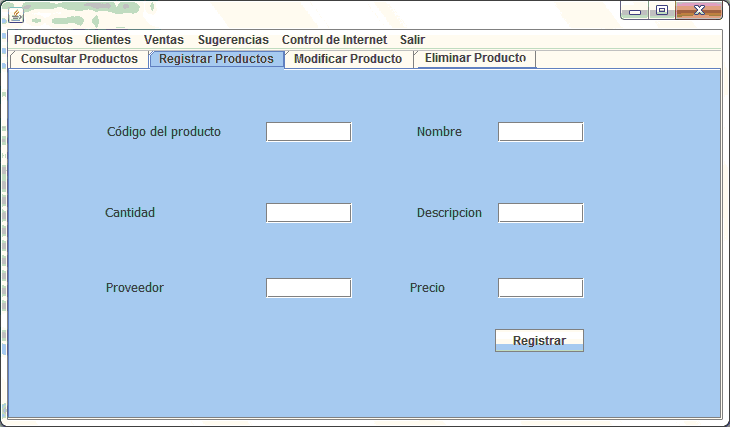 Productos Clientes Ventas Sugerencias Control de Internet Salir
Consultar Productos Registrar Productos Modificar Producto Eliminar Producto
Código del producto Nombre
Cantidad Descripcion
Proveedor Precio
Registrar